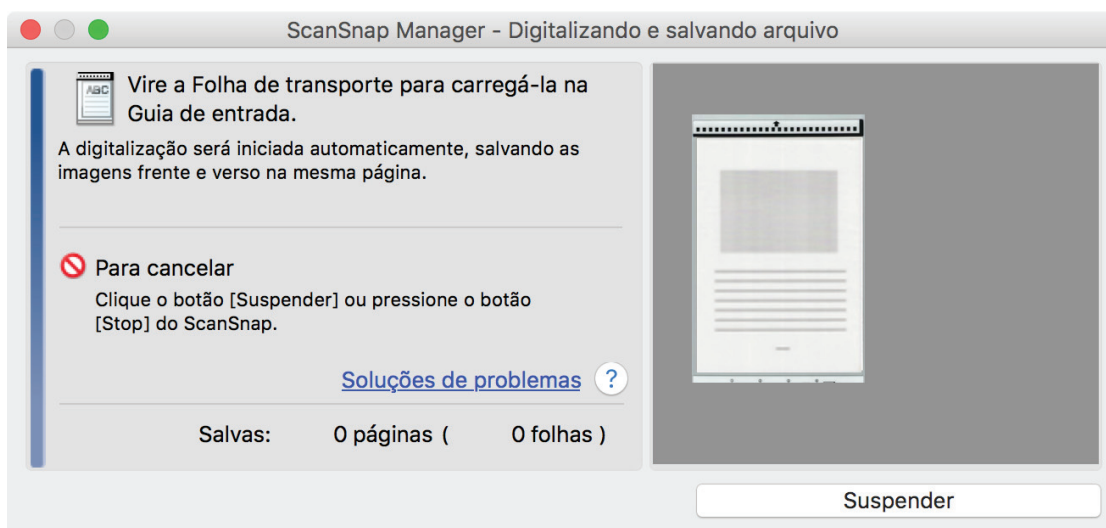 ScanSnap Manager - Digitalizando e salvando arquivo
ABC
Vire a Folha de transporte para carregá-la na
Guia de entrada.
A digitalização será iniciada automaticamente, salvando as
imagens frente e verso na mesma página.
Para cancelar
Clique o botão [Suspender] ou pressione o botão
[Stop] do ScanSnap.
Soluções de problemas ?
Salvas: 0 páginas ( 0 folhas )
Suspender